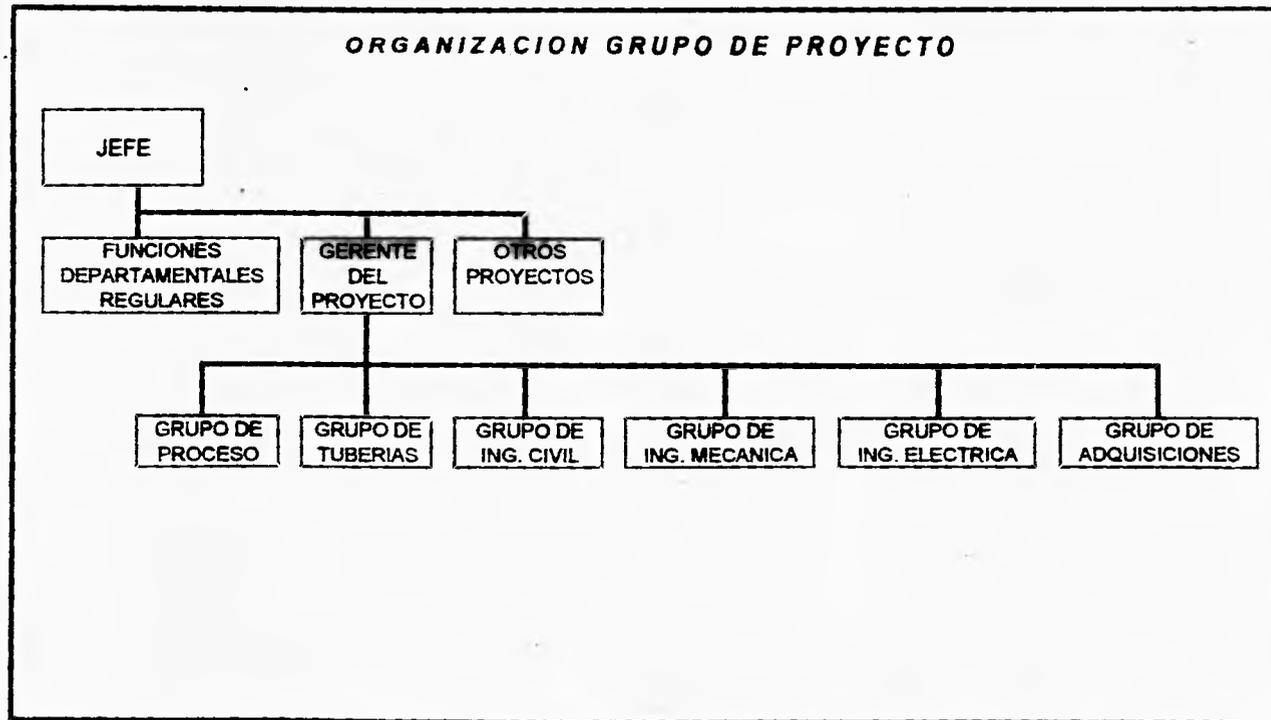 ORGANIZACION GRUPO DE PROYECTO
JEFE
FUNCIONES
DEPARTAMENTALES
REGULARES
GERENTE
DEL
PROYECTO
OTROS
PROYECTOS
GRUPO DE
PROCESO
GRUPO DE
TUBERIAS
GRUPO DE
ING. CIVIL
GRUPO DE
ING. MECANICA
GRUPO DE
ING. ELECTRICA
GRUPO DE
ADQUISICIONES